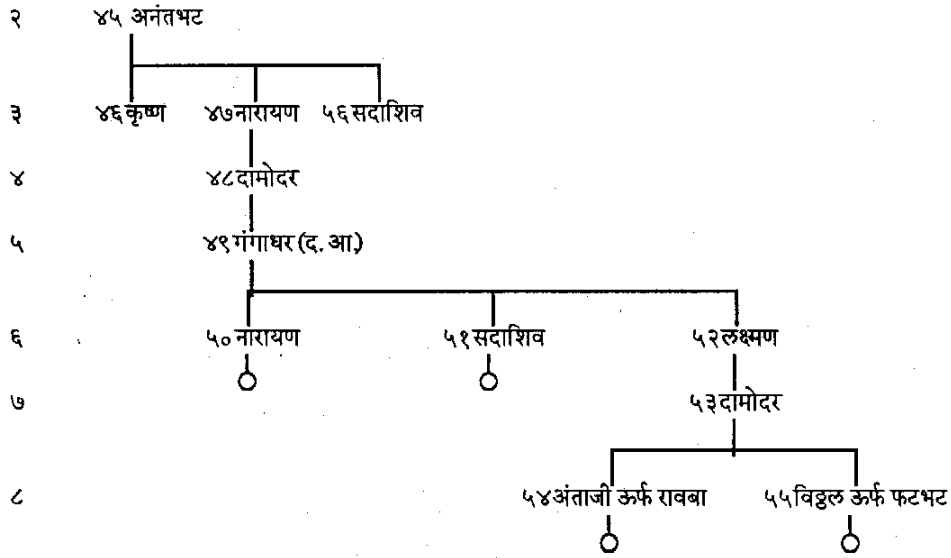 २ ४५ अनंतभट
३ ४६कृष्ण ४७नारायण ५६सदाशिव
४ ४८दामोदर
५ ४९गंगाधर (द. आ.)
६ ५०नारायण ५१सदाशिव ५२लक्ष्मण
७ ५३दामोदर
८ ५४अंताजी ऊर्फ रावबा ५५विठ्ठल ऊर्फ फटभट